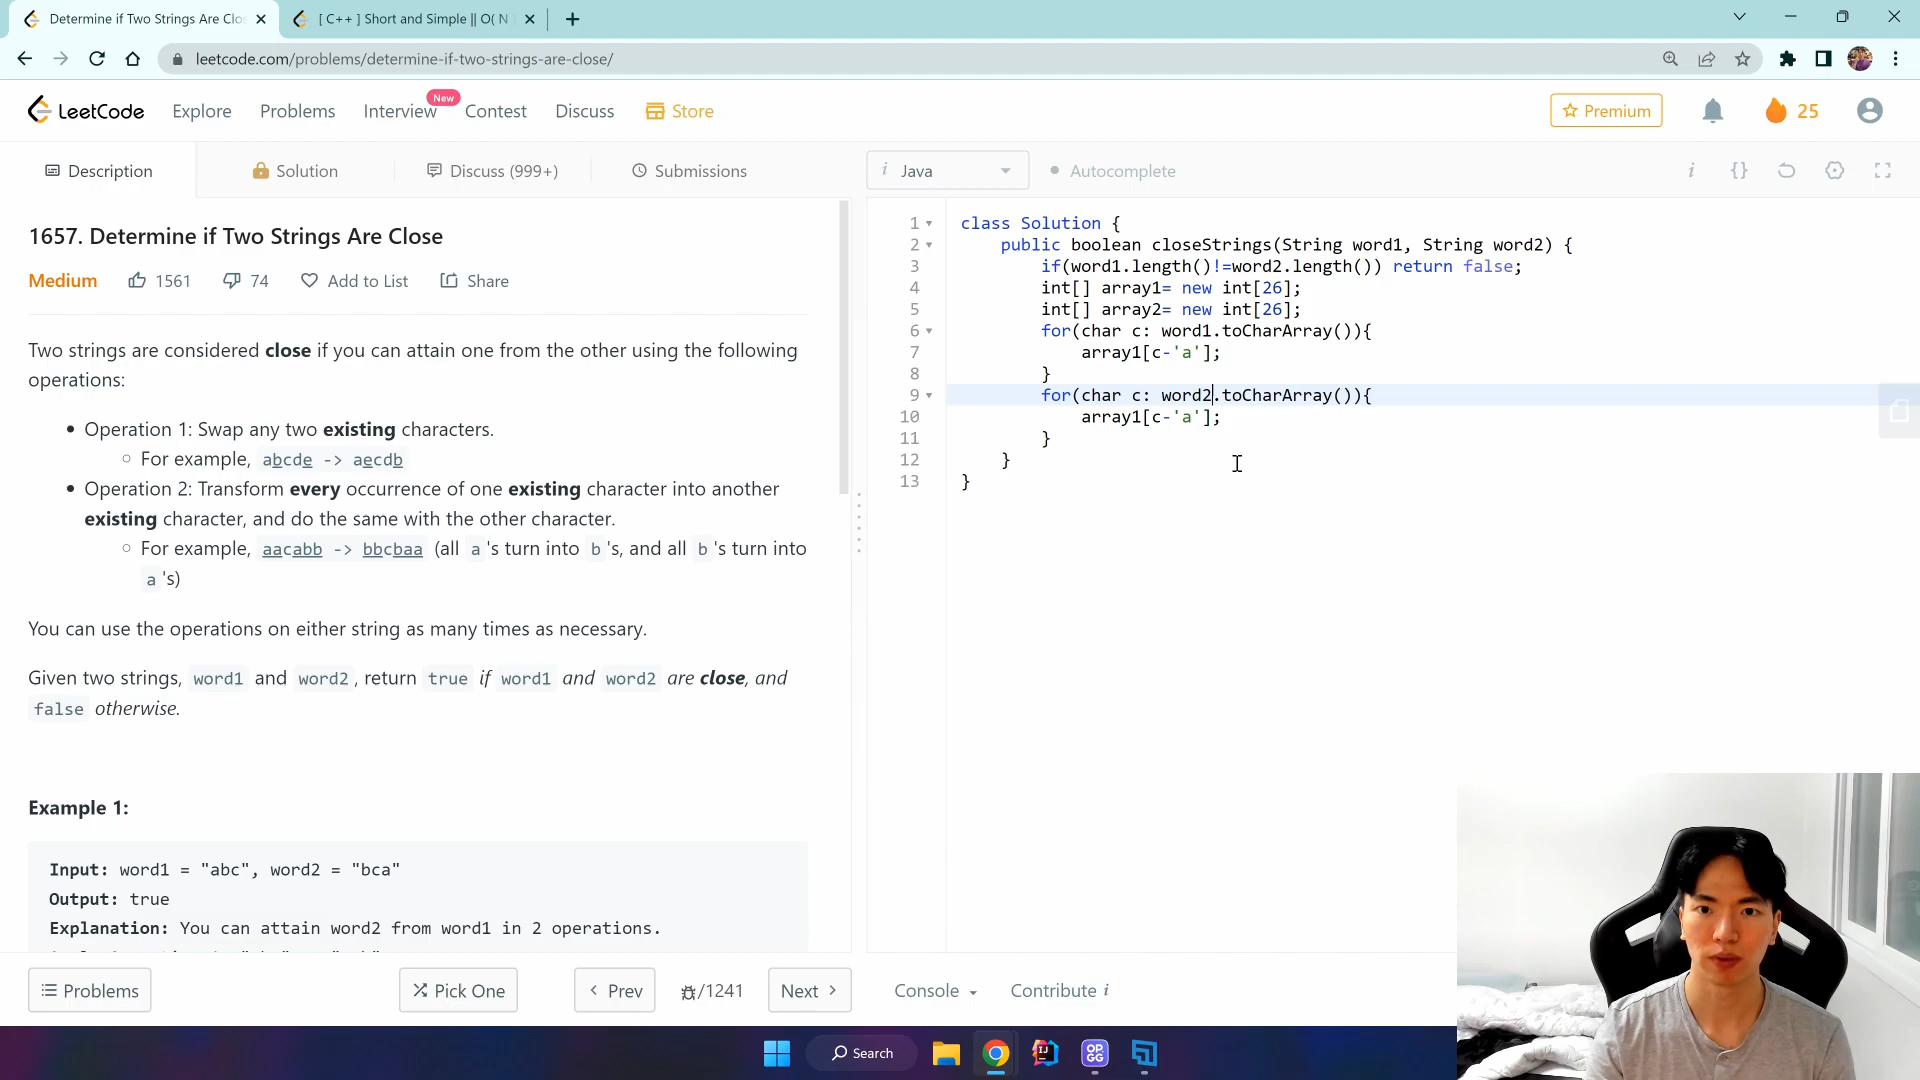 Determine if Two Strings Are Clo
[ C++ ] Short and Simple || O( N
leetcode.com/problems/determine-if-two-strings-are-close/
LeetCode
Explore
Problems
Interview
New
Contest
Discuss
Store
Premium
25
Description
Solution
Discuss (999+)
Submissions
i Java
Autocomplete
1657. Determine if Two Strings Are Close
Medium
1561
74
Add to List
Share
Two strings are considered close if you can attain one from the other using the following
operations:
• Operation 1: Swap any two existing characters.
○ For example, abcde -> aecdb
• Operation 2: Transform every occurrence of one existing character into another
existing character, and do the same with the other character.
○ For example, aacabb -> bbcbaa (all a 's turn into b 's, and all b 's turn into
a 's)
You can use the operations on either string as many times as necessary.
Given two strings, word1 and word2 , return true if word1 and word2 are close, and
false otherwise.
Example 1:
Input: word1 = "abc", word2 = "bca"
Output: true
Explanation: You can attain word2 from word1 in 2 operations.
1 class Solution {
2 public boolean closeStrings(String word1, String word2) {
3 if(word1.length()!=word2.length()) return false;
4 int[] array1= new int[26];
5 int[] array2= new int[26];
6 for(char c: word1.toCharArray()){
7 array1[c-'a'];
8 }
9 for(char c: word2.toCharArray()){
10 array1[c-'a'];
11 }
12 }
13 }
Problems
Pick One
Prev
/1241
Next
Console
Contribute i
Search
IJ
OP.GG